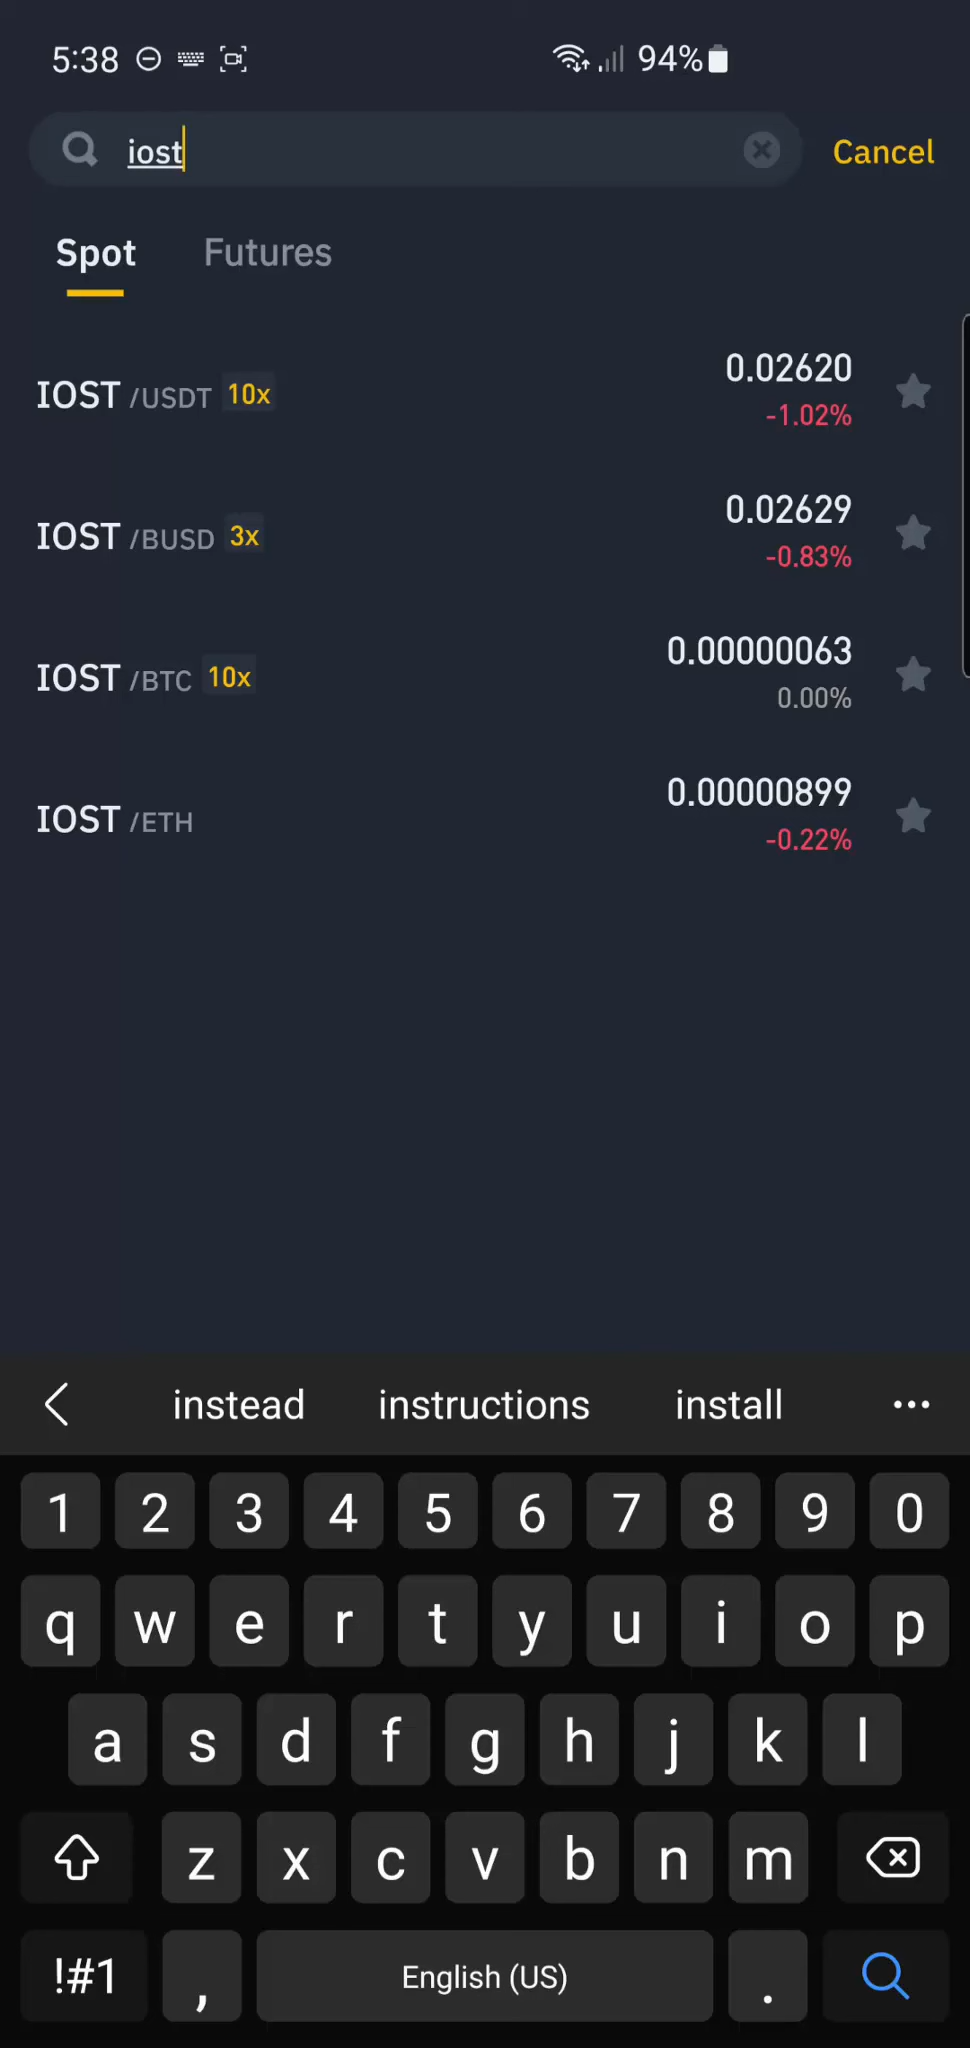 5:38 94%
iost Cancel
Spot Futures
IOST /USDT 10x 0.02620
-1.02%
IOST /BUSD 3x 0.02629
-0.83%
IOST /BTC 10x 0.00000063
0.00%
IOST /ETH 0.00000899
-0.22%
instead instructions install ...
1 2 3 4 5 6 7 8 9 0
q w e r t y u i o p
a s d f g h j k l
z x c v b n m
!#1 , English (US) .